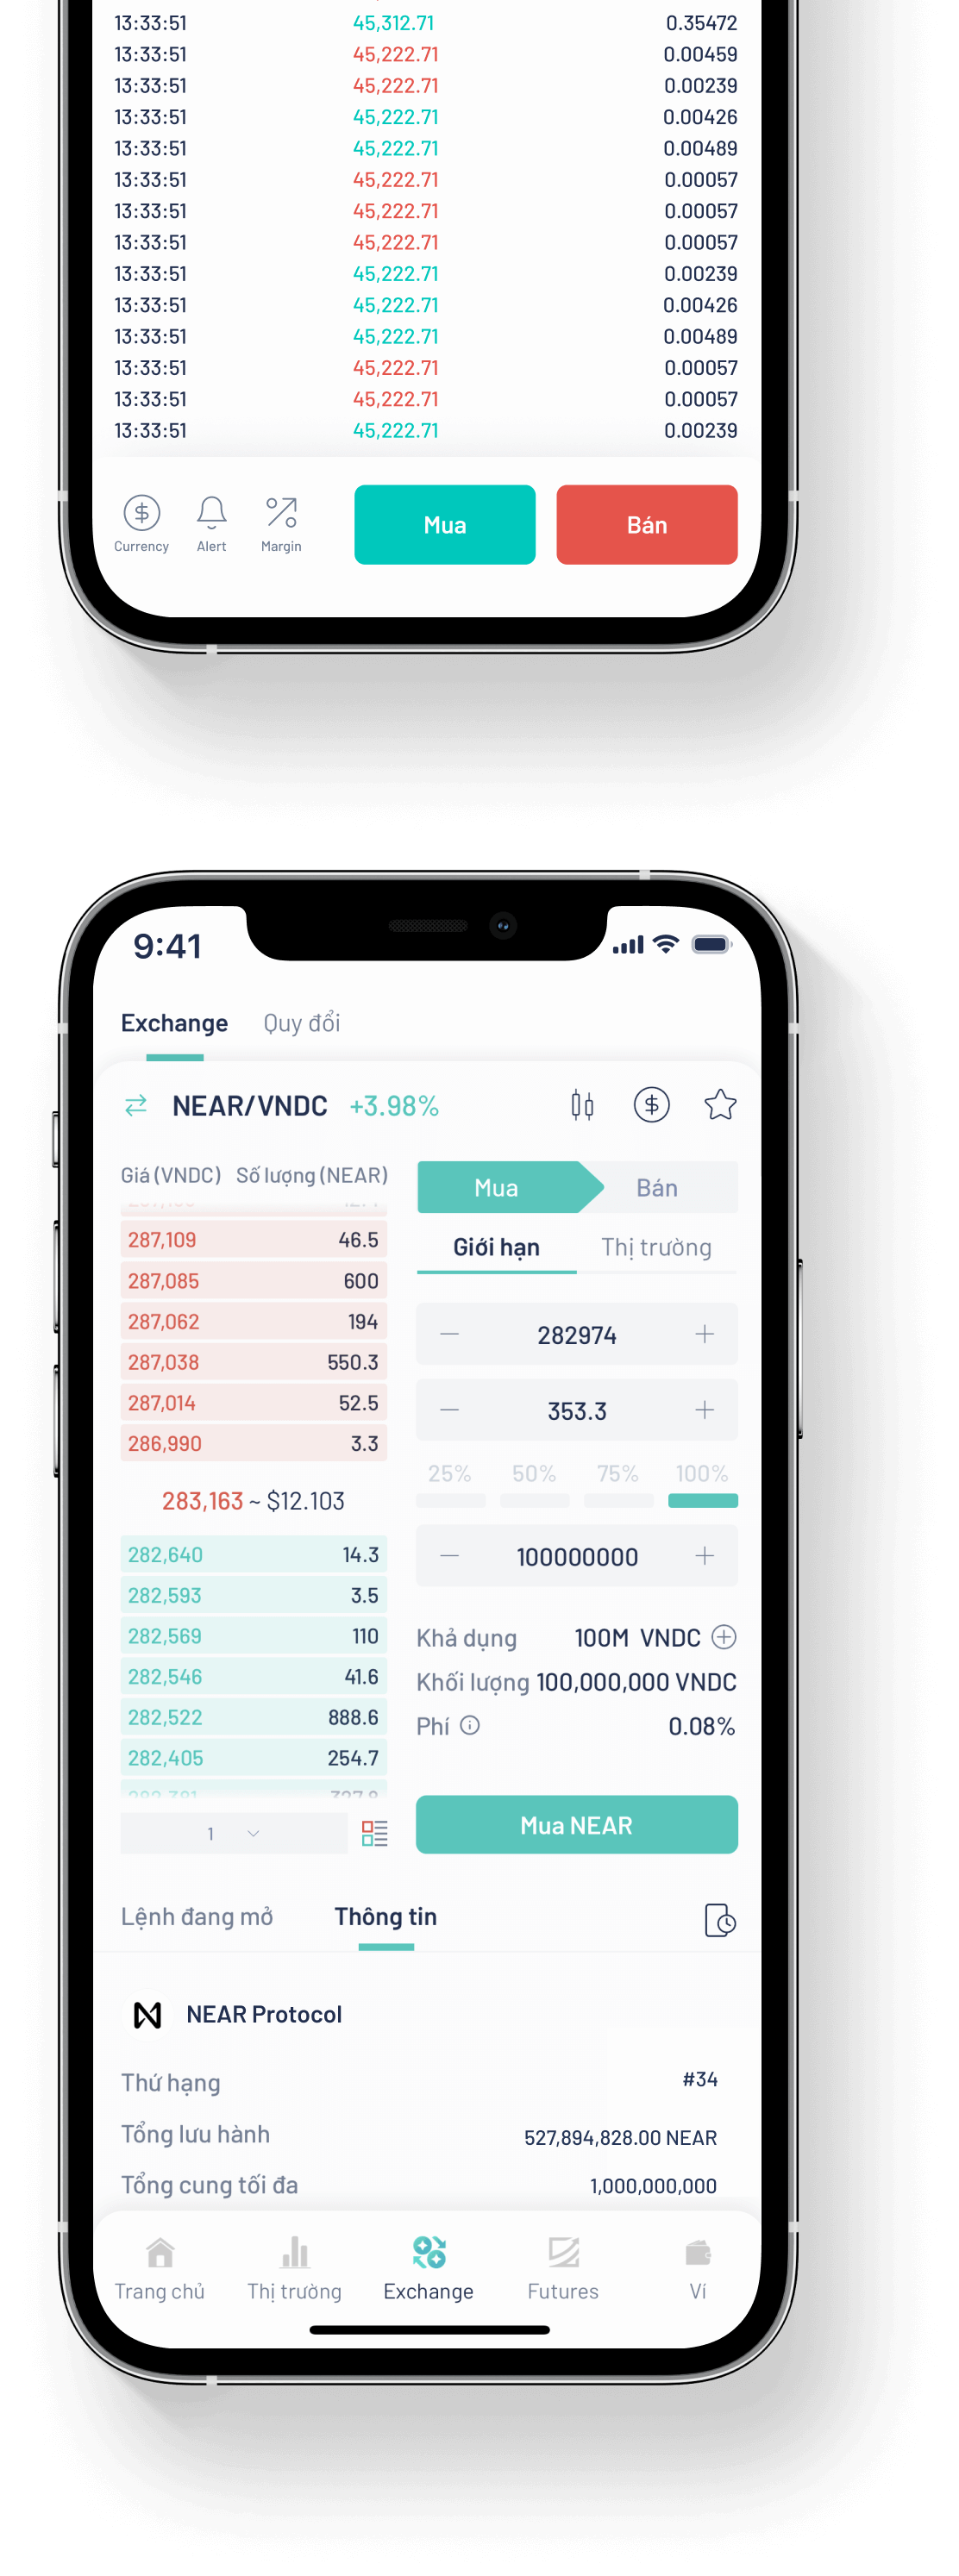 13:33:51 45,312.71 0.35472
13:33:51 45,222.71 0.00459
13:33:51 45,222.71 0.00239
13:33:51 45,222.71 0.00426
13:33:51 45,222.71 0.00489
13:33:51 45,222.71 0.00057
13:33:51 45,222.71 0.00057
13:33:51 45,222.71 0.00057
13:33:51 45,222.71 0.00239
13:33:51 45,222.71 0.00426
13:33:51 45,222.71 0.00489
13:33:51 45,222.71 0.00057
13:33:51 45,222.71 0.00057
13:33:51 45,222.71 0.00239
Currency Alert Margin Mua Bán
9:41
Exchange Quy đổi
NEAR/VNDC +3.98%
Giá (VNDC) Số lượng (NEAR)
287,109 46.5
287,085 600
287,062 194
287,038 550.3
287,014 52.5
286,990 3.3
283,163 ~ $12.103
282,640 14.3
282,593 3.5
282,569 110
282,546 41.6
282,522 888.6
282,405 254.7
282,381 327.8
1
Mua Bán
Giới hạn Thị trường
— 282974 +
— 353.3 +
25% 50% 75% 100%
— 100000000 +
Khả dụng 100M VNDC
Khối lượng 100,000,000 VNDC
Phí 0.08%
Mua NEAR
Lệnh đang mở Thông tin
NEAR Protocol
Thứ hạng #34
Tổng lưu hành 527,894,828.00 NEAR
Tổng cung tối đa 1,000,000,000
Trang chủ Thị trường Exchange Futures Ví